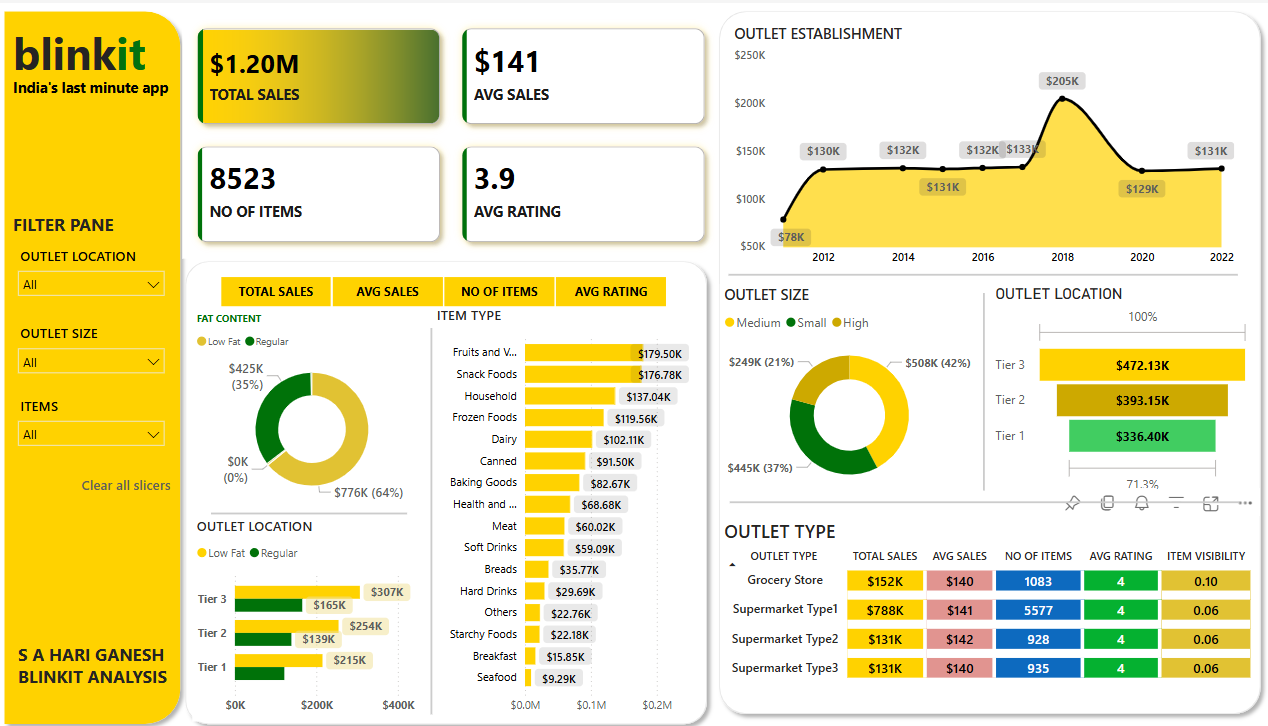 blinkit
India's last minute app
FILTER PANE
OUTLET LOCATION
All
OUTLET SIZE
All
ITEMS
All
Clear all slicers
S A HARI GANESH
BLINKIT ANALYSIS
$1.20M
TOTAL SALES
$141
AVG SALES
8523
NO OF ITEMS
3.9
AVG RATING
TOTAL SALES AVG SALES NO OF ITEMS AVG RATING
FAT CONTENT
Low Fat Regular
$425K
(35%)
$0K
(0%)
$776K (64%)
OUTLET LOCATION
Low Fat Regular
Tier 3 $307K
$165K
Tier 2 $254K
$139K
Tier 1 $215K
$0K $200K $400K
ITEM TYPE
Fruits and V... $179.50K
Snack Foods $176.78K
Household $137.04K
Frozen Foods $119.56K
Dairy $102.11K
Canned $91.50K
Baking Goods $82.67K
Health and ... $68.68K
Meat $60.02K
Soft Drinks $59.09K
Breads $35.77K
Hard Drinks $29.69K
Others $22.76K
Starchy Foods $22.18K
Breakfast $15.85K
Seafood $9.29K
$0.0M $0.1M $0.2M
OUTLET ESTABLISHMENT
$250K
$200K
$150K
$100K
$50K
$78K
$130K
$132K
$131K
$132K
$133K
$205K
$129K
$131K
2012 2014 2016 2018 2020 2022
OUTLET SIZE
Medium Small High
$249K (21%)
$508K (42%)
$445K (37%)
OUTLET LOCATION
100%
Tier 3 $472.13K
Tier 2 $393.15K
Tier 1 $336.40K
71.3%
OUTLET TYPE
OUTLET TYPE TOTAL SALES AVG SALES NO OF ITEMS AVG RATING ITEM VISIBILITY
Grocery Store $152K $140 1083 4 0.10
Supermarket Type1 $788K $141 5577 4 0.06
Supermarket Type2 $131K $142 928 4 0.06
Supermarket Type3 $131K $140 935 4 0.06